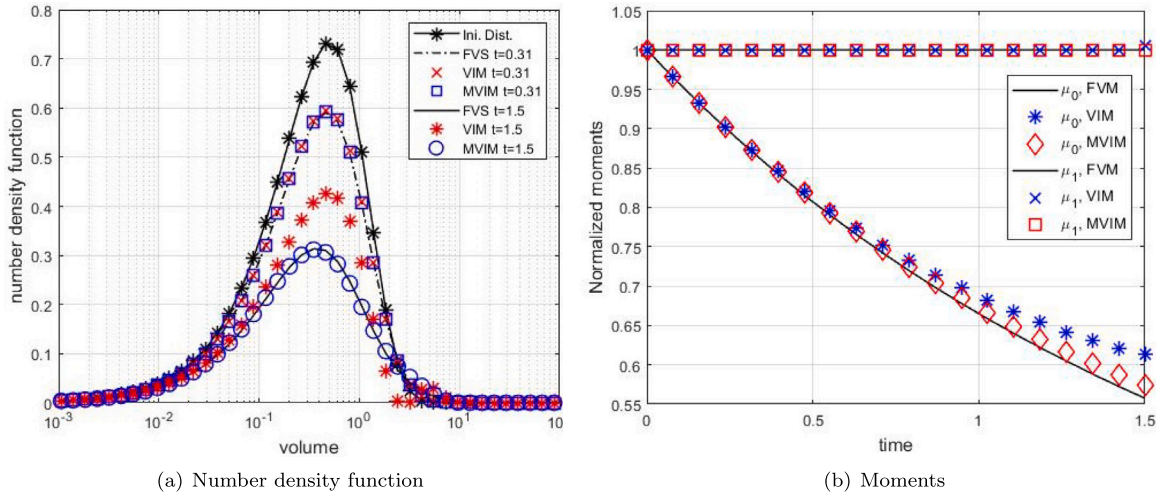 0.8
0.7
0.6
0.5
0.4
0.3
0.2
0.1
0
number density function
10⁻³
10⁻²
10⁻¹
10⁰
10¹
10
volume
Ini. Dist.
FVS t=0.31
VIM t=0.31
MVIM t=0.31
FVS t=1.5
VIM t=1.5
MVIM t=1.5
(a) Number density function
1.05
1
0.95
0.9
0.85
0.8
0.75
0.7
0.65
0.6
0.55
Normalized moments
0
0.5
1
1.5
time
μ₀, FVM
μ₀, VIM
μ₀, MVIM
μ₁, FVM
μ₁, VIM
μ₁, MVIM
(b) Moments